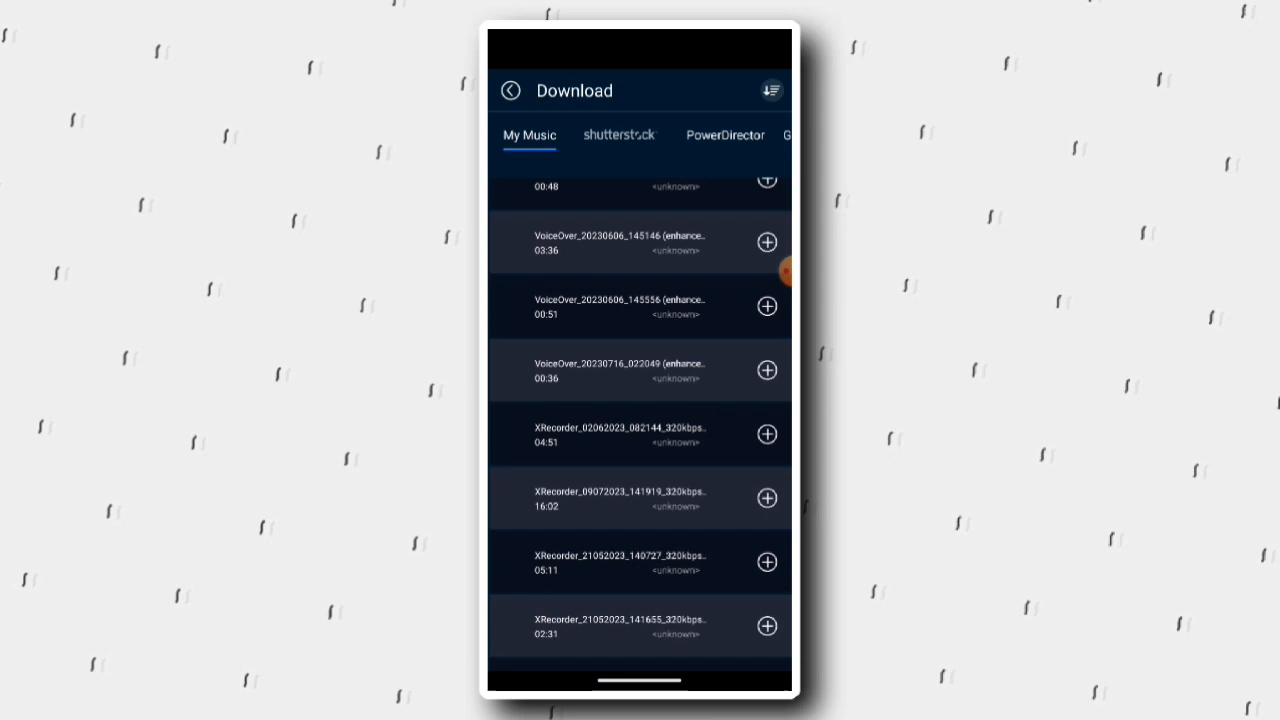 Download
My Music shutterstock PowerDirector G
00:48 <unknown>
VoiceOver_20230606_145146 (enhance..
03:36 <unknown>
VoiceOver_20230606_145556 (enhance..
00:51 <unknown>
VoiceOver_20230716_022049 (enhance..
00:36 <unknown>
XRecorder_02062023_082144_320kbps..
04:51 <unknown>
XRecorder_09072023_141919_320kbps..
16:02 <unknown>
XRecorder_21052023_140727_320kbps..
05:11 <unknown>
XRecorder_21052023_141655_320kbps..
02:31 <unknown>